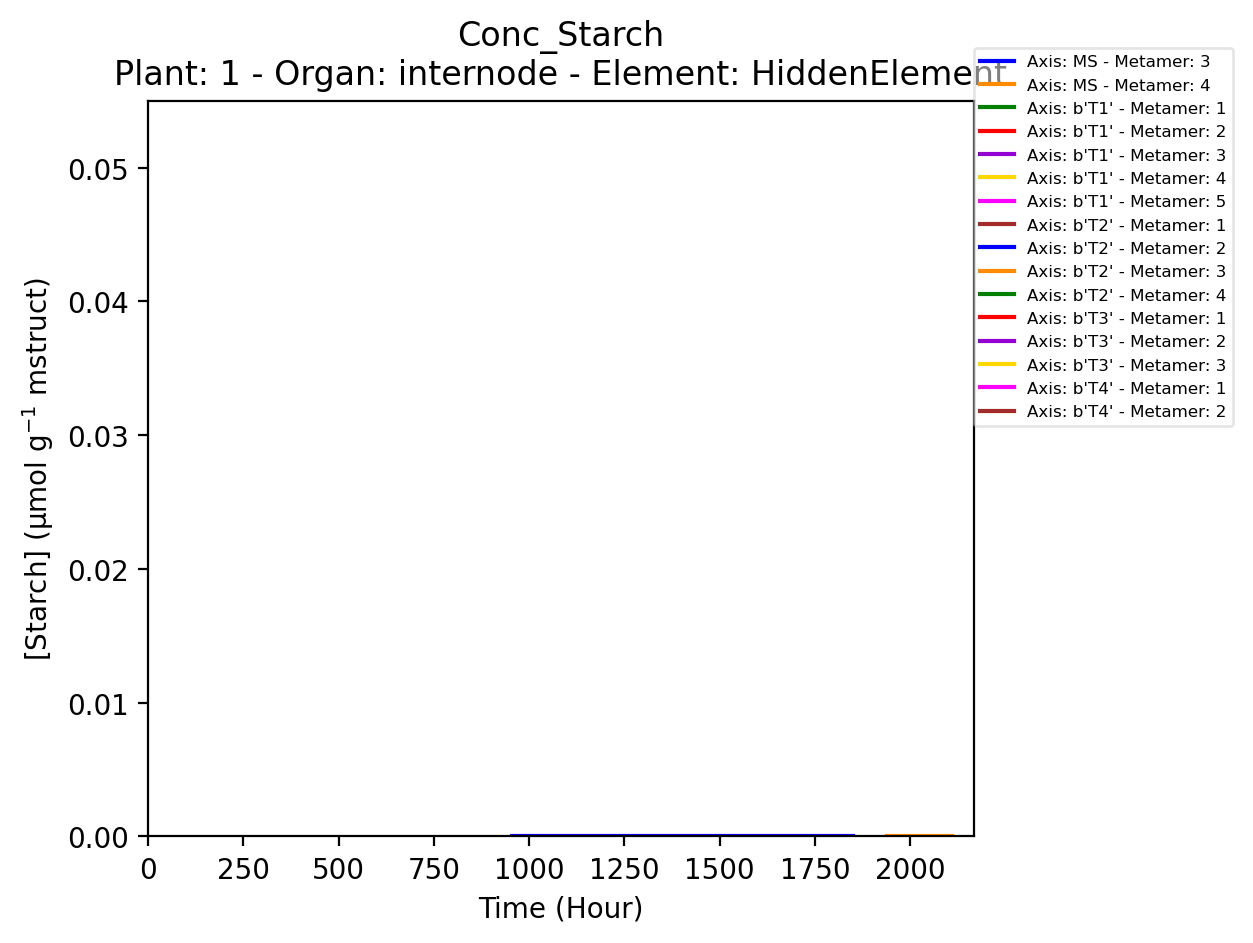 Conc_Starch
Plant: 1 - Organ: internode - Element: HiddenElement
Axis: MS - Metamer: 3
Axis: MS - Metamer: 4
Axis: b'T1' - Metamer: 1
Axis: b'T1' - Metamer: 2
Axis: b'T1' - Metamer: 3
Axis: b'T1' - Metamer: 4
Axis: b'T1' - Metamer: 5
Axis: b'T2' - Metamer: 1
Axis: b'T2' - Metamer: 2
Axis: b'T2' - Metamer: 3
Axis: b'T2' - Metamer: 4
Axis: b'T3' - Metamer: 1
Axis: b'T3' - Metamer: 2
Axis: b'T3' - Metamer: 3
Axis: b'T4' - Metamer: 1
Axis: b'T4' - Metamer: 2
[Starch] (µmol g⁻¹ mstruct)
0.05
0.04
0.03
0.02
0.01
0.00
0 250 500 750 1000 1250 1500 1750 2000
Time (Hour)